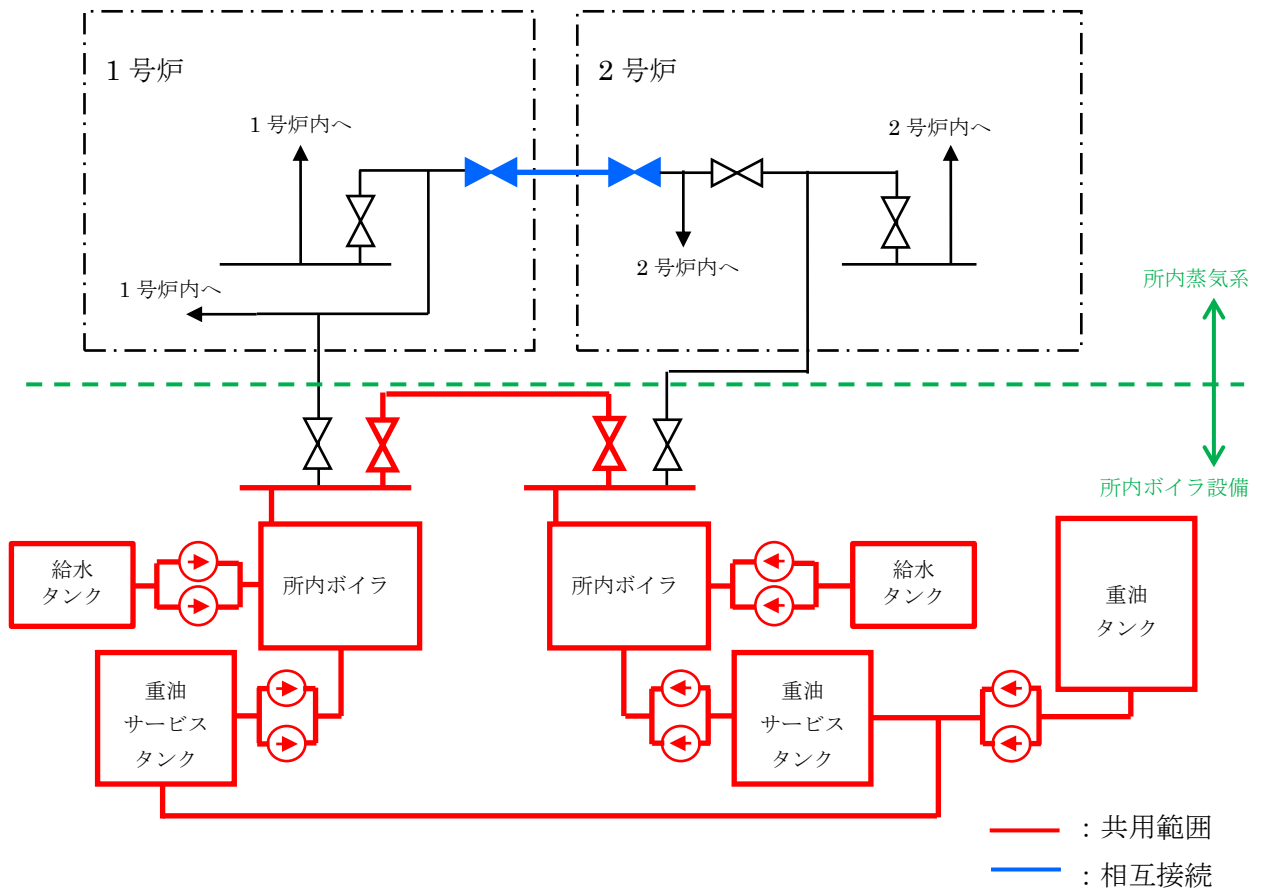 1 号炉
2 号炉
1 号炉内へ
2 号炉内へ
2 号炉内へ
1 号炉内へ
所内蒸気系
所内ボイラ設備
給水
タンク
所内ボイラ
所内ボイラ
給水
タンク
重油
タンク
重油
サービス
タンク
重油
サービス
タンク
：共用範囲
：相互接続